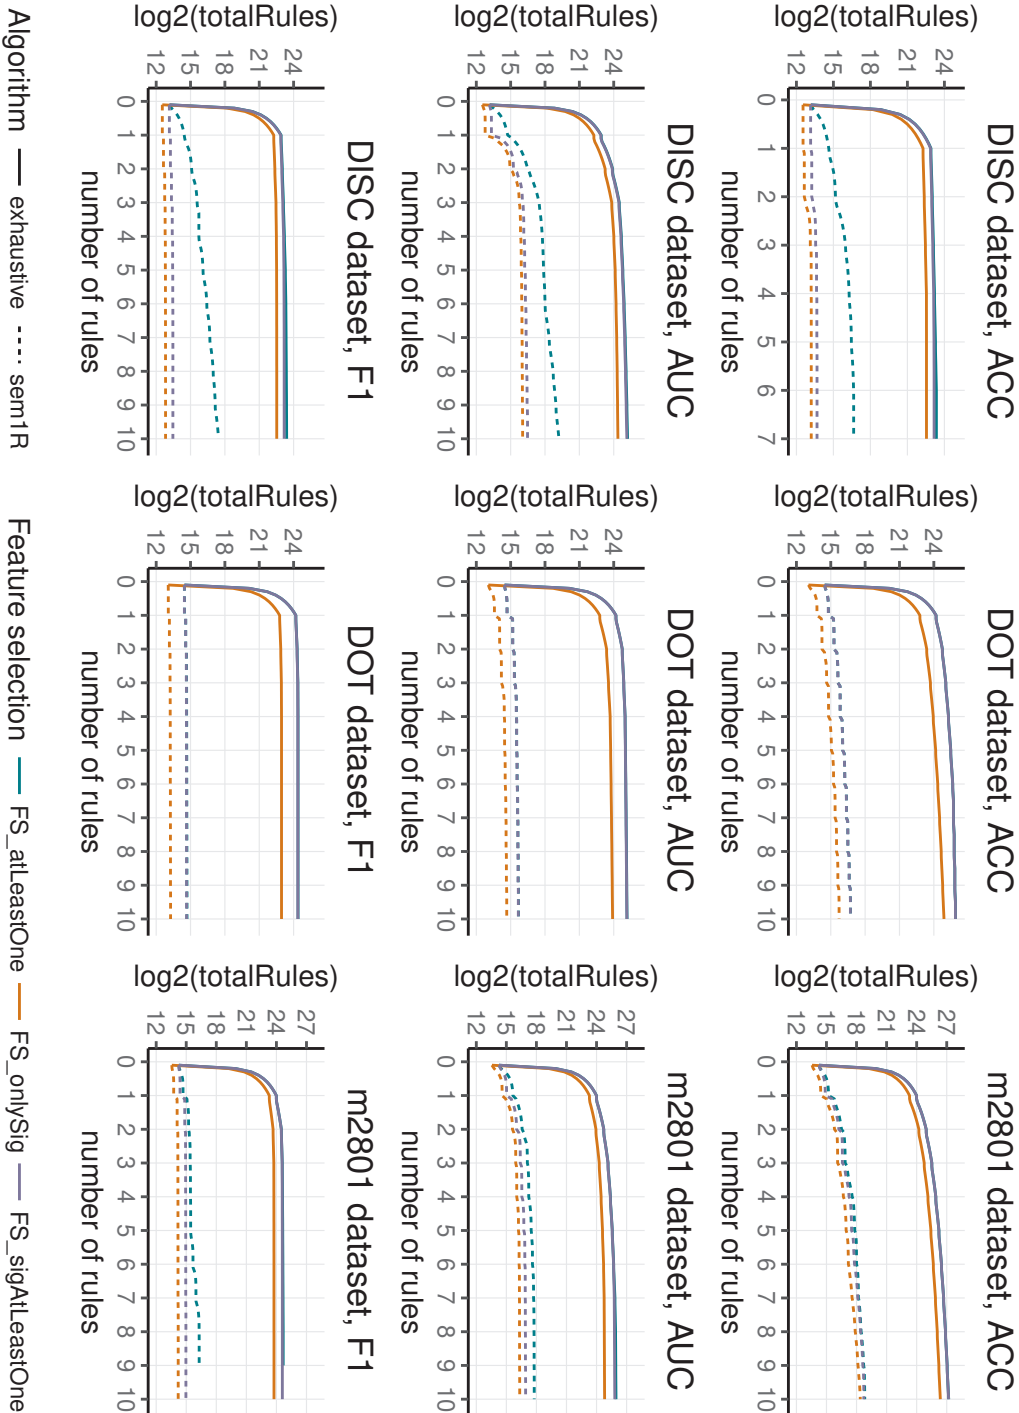 DISC dataset, ACC
log2(totalRules)
24
21
18
15
12
0 1 2 3 4 5 6 7
number of rules
DOT dataset, ACC
log2(totalRules)
24
21
18
15
12
0 1 2 3 4 5 6 7 8 9 10
number of rules
m2801 dataset, ACC
log2(totalRules)
27
24
21
18
15
12
0 1 2 3 4 5 6 7 8 9 10
number of rules
DISC dataset, AUC
log2(totalRules)
24
21
18
15
12
0 1 2 3 4 5 6 7 8 9 10
number of rules
DOT dataset, AUC
log2(totalRules)
24
21
18
15
12
0 1 2 3 4 5 6 7 8 9 10
number of rules
m2801 dataset, AUC
log2(totalRules)
27
24
21
18
15
12
0 1 2 3 4 5 6 7 8 9 10
number of rules
DISC dataset, F1
log2(totalRules)
24
21
18
15
12
0 1 2 3 4 5 6 7 8 9 10
number of rules
DOT dataset, F1
log2(totalRules)
24
21
18
15
12
0 1 2 3 4 5 6 7 8 9 10
number of rules
m2801 dataset, F1
log2(totalRules)
27
24
21
18
15
12
0 1 2 3 4 5 6 7 8 9 10
number of rules
Algorithm exhaustive sem1R Feature selection FS_atLeastOne FS_onlySig FS_sigAtLeastOne